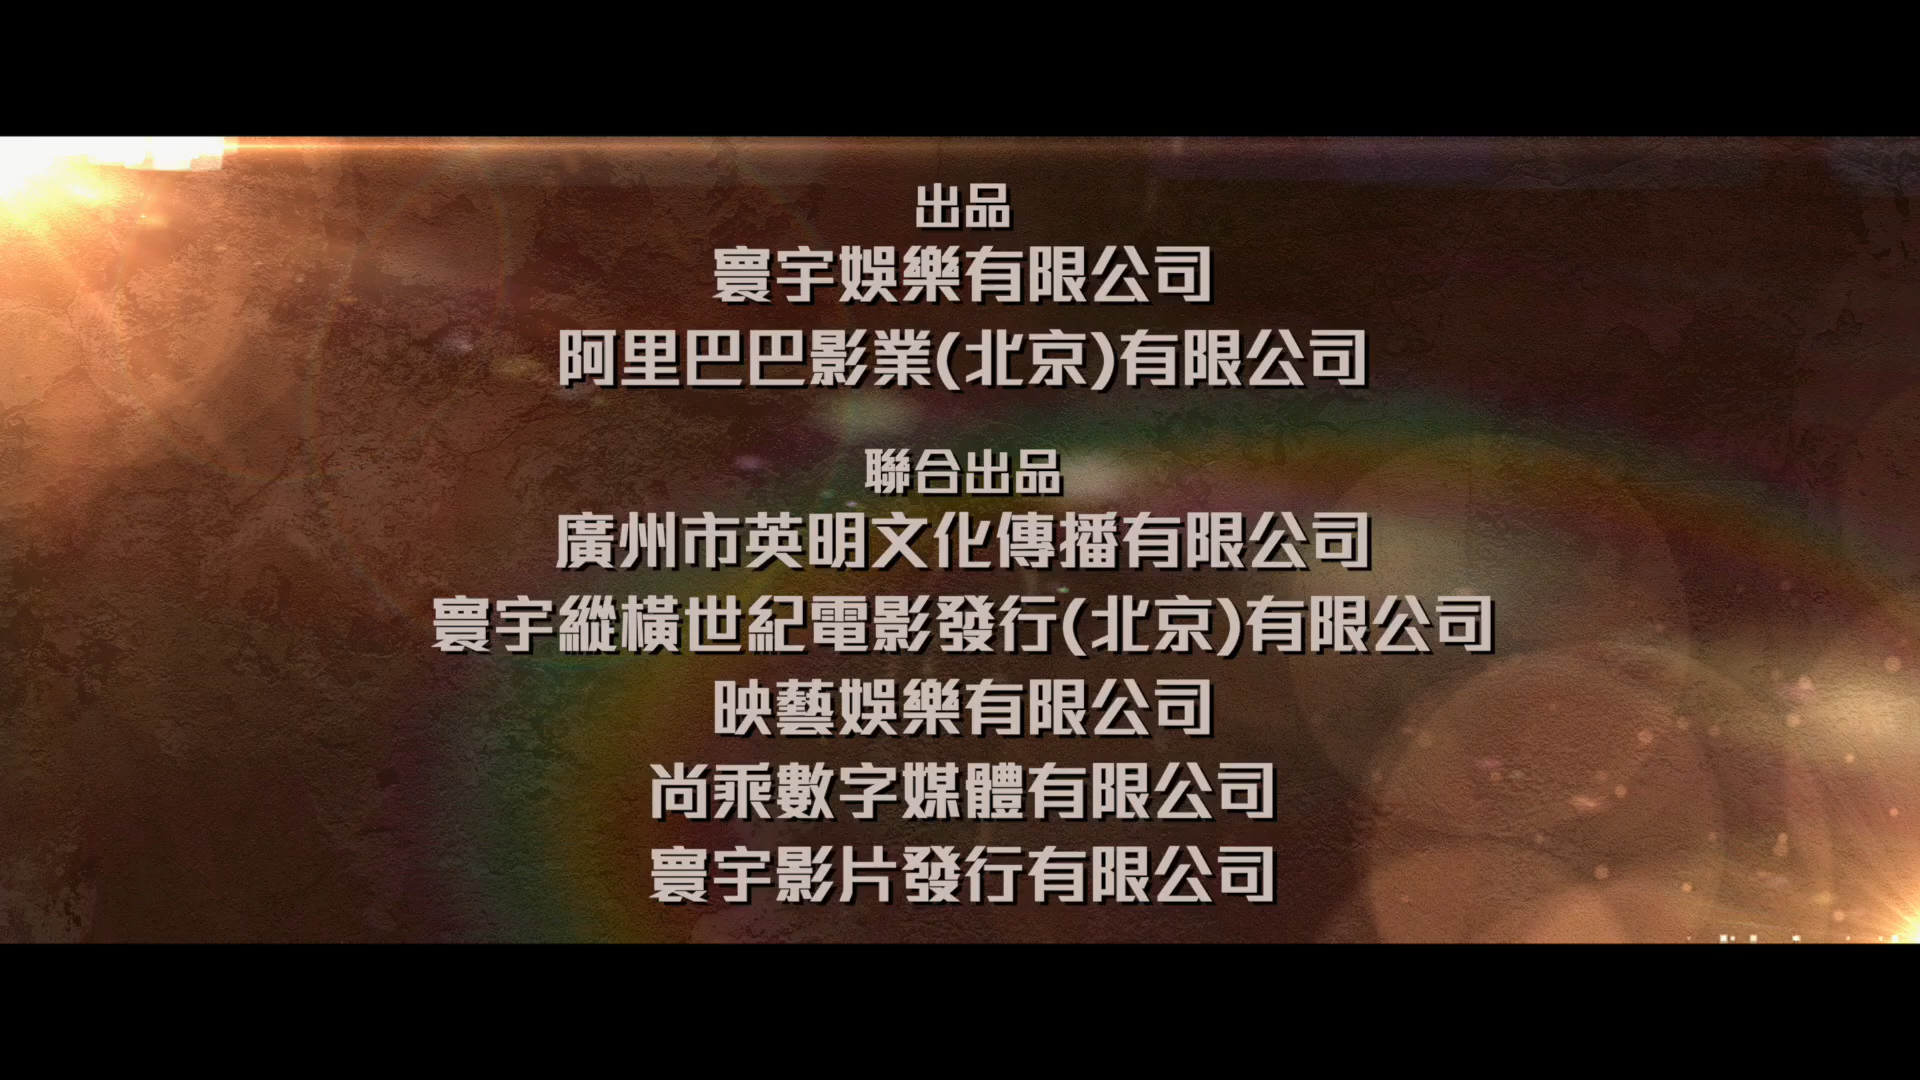 出品
寰宇娛樂有限公司
阿里巴巴影業(北京)有限公司
聯合出品
廣州市英明文化傳播有限公司
寰宇縱橫世紀電影發行(北京)有限公司
映藝娛樂有限公司
尚乘數字媒體有限公司
寰宇影片發行有限公司